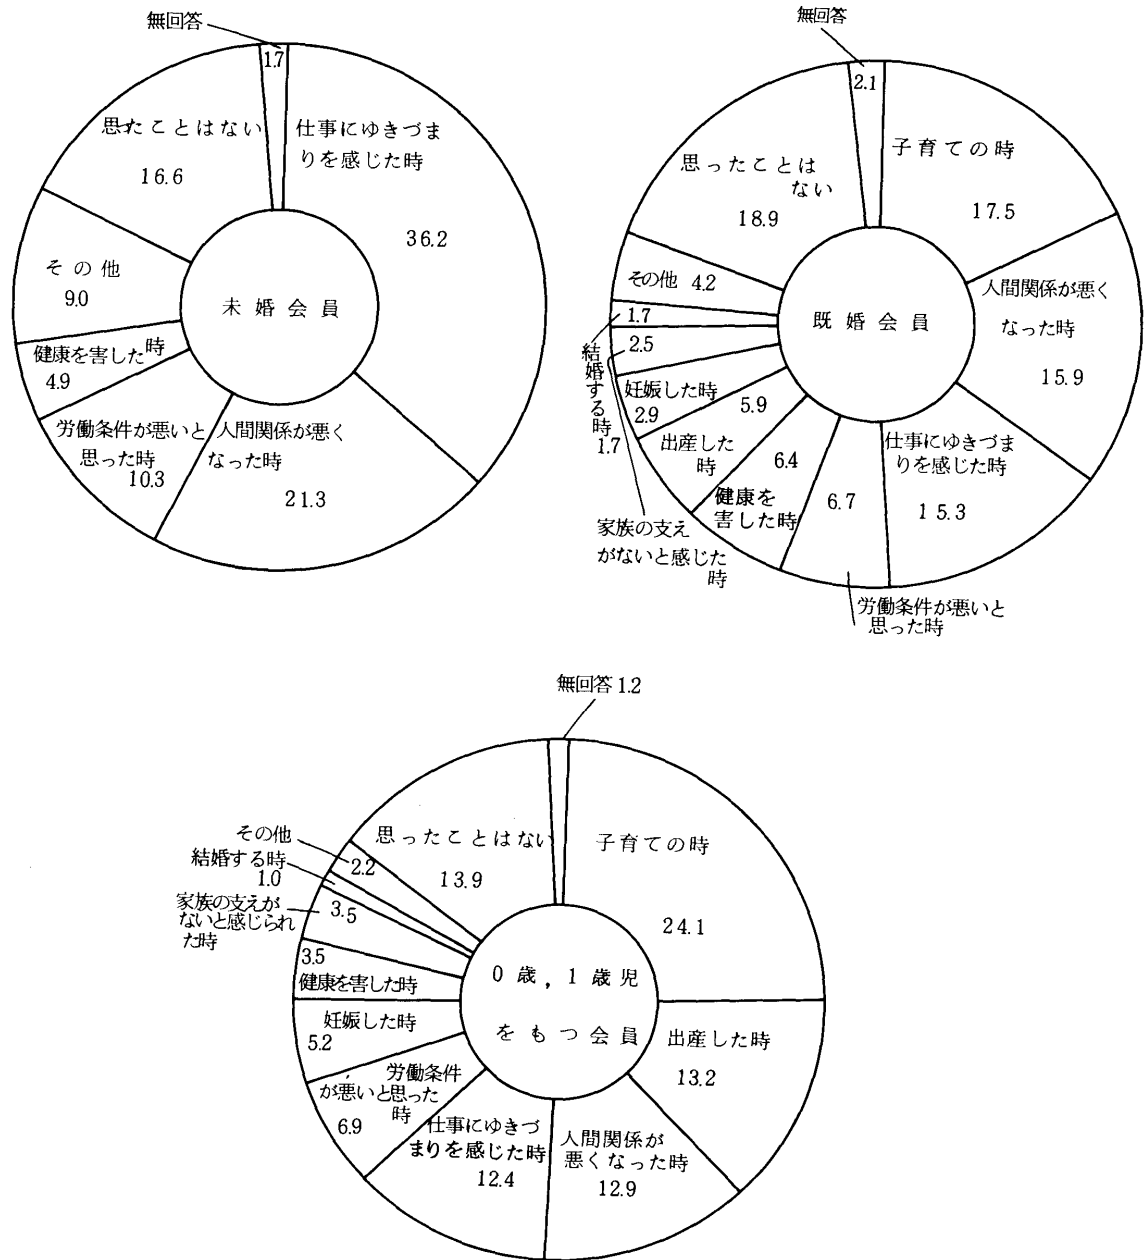 無回答
1.7
仕事にゆきづま
りを感じた時
36.2
人間関係が悪く
なった時
21.3
労働条件が悪いと
思った時
10.3
健康を害した時
4.9
その他
9.0
思ったことはない
16.6
未婚会員
無回答
2.1
子育ての時
17.5
人間関係が悪く
なった時
15.9
仕事にゆきづま
りを感じた時
15.3
6.7
労働条件が悪いと
思った時
6.4
健康を
害した時
5.9
出産した
時
妊娠した時
2.9
2.5
家族の支え
がないと感じた
時
1.7
結婚する時
1.7
その他 4.2
思ったことは
ない
18.9
既婚会員
無回答 1.2
子育ての時
24.1
出産した時
13.2
人間関係が
悪くなった時
12.9
仕事にゆきづ
まりを感じた時
12.4
労働条件
が悪いと思った
時
6.9
妊娠した時
5.2
3.5
健康を害した時
家族の支えが
ないと感じられ
た時
3.5
結婚する時
1.0
その他
2.2
思ったことはない
13.9
0歳，1歳児
をもつ会員